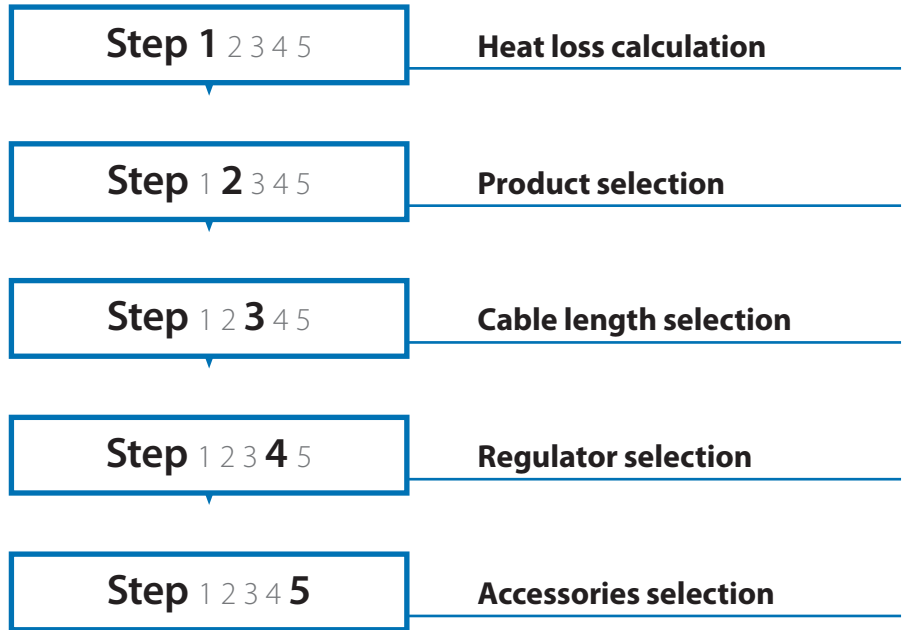 Step 1 2 3 4 5 Heat loss calculation
Step 1 2 3 4 5 Product selection
Step 1 2 3 4 5 Cable length selection
Step 1 2 3 4 5 Regulator selection
Step 1 2 3 4 5 Accessories selection